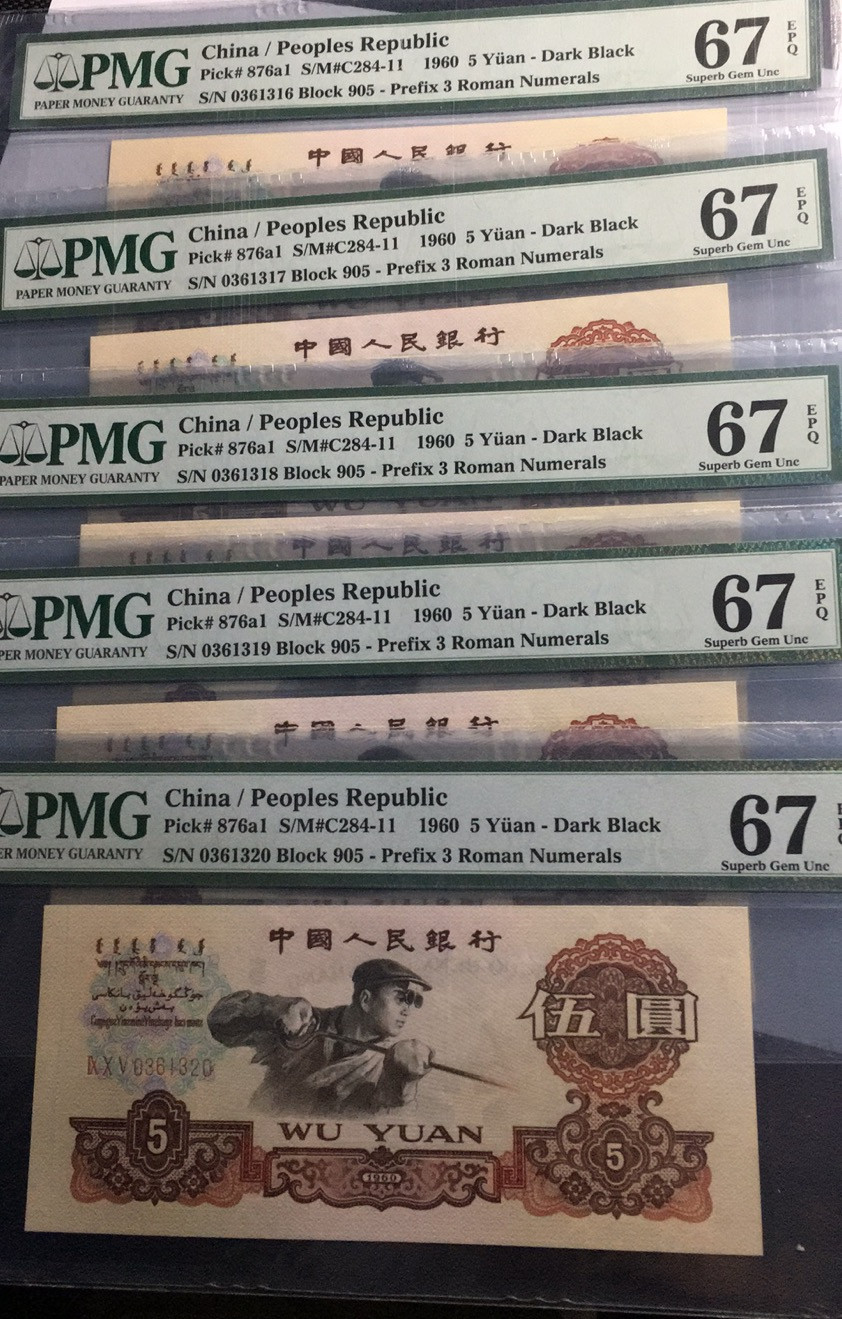 PMG
PAPER MONEY GUARANTY
China / Peoples Republic
Pick# 876a1 S/M#C284-11 1960 5 Yüan - Dark Black
S/N 0361316 Block 905 - Prefix 3 Roman Numerals
67
EPQ
Superb Gem Unc
中國人民銀行
PMG
PAPER MONEY GUARANTY
China / Peoples Republic
Pick# 876a1 S/M#C284-11 1960 5 Yüan - Dark Black
S/N 0361317 Block 905 - Prefix 3 Roman Numerals
67
EPQ
Superb Gem Unc
中國人民銀行
PMG
PAPER MONEY GUARANTY
China / Peoples Republic
Pick# 876a1 S/M#C284-11 1960 5 Yüan - Dark Black
S/N 0361318 Block 905 - Prefix 3 Roman Numerals
67
EPQ
Superb Gem Unc
WU YUAN
中國人民銀行
PMG
PER MONEY GUARANTY
China / Peoples Republic
Pick# 876a1 S/M#C284-11 1960 5 Yüan - Dark Black
S/N 0361319 Block 905 - Prefix 3 Roman Numerals
67
EPQ
Superb Gem Unc
中國人民銀行
PMG
ER MONEY GUARANTY
China / Peoples Republic
Pick# 876a1 S/M#C284-11 1960 5 Yüan - Dark Black
S/N 0361320 Block 905 - Prefix 3 Roman Numerals
67
Superb Gem Unc
中國人民銀行
伍圓
IX X V 0361320
WU YUAN
5
5
1960